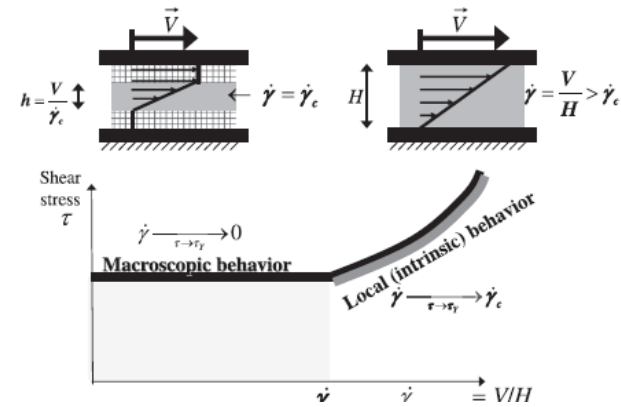 V⃗ V⃗
h = V/γ̇c γ̇ = γ̇c H γ̇ = V/H > γ̇c
Shear
stress
τ
γ̇ ⟶ 0
τ→τY
Macroscopic behavior
Local (intrinsic) behavior
γ̇ ⟶ γ̇c
τ→τY
γ̇ γ̇ = V/H